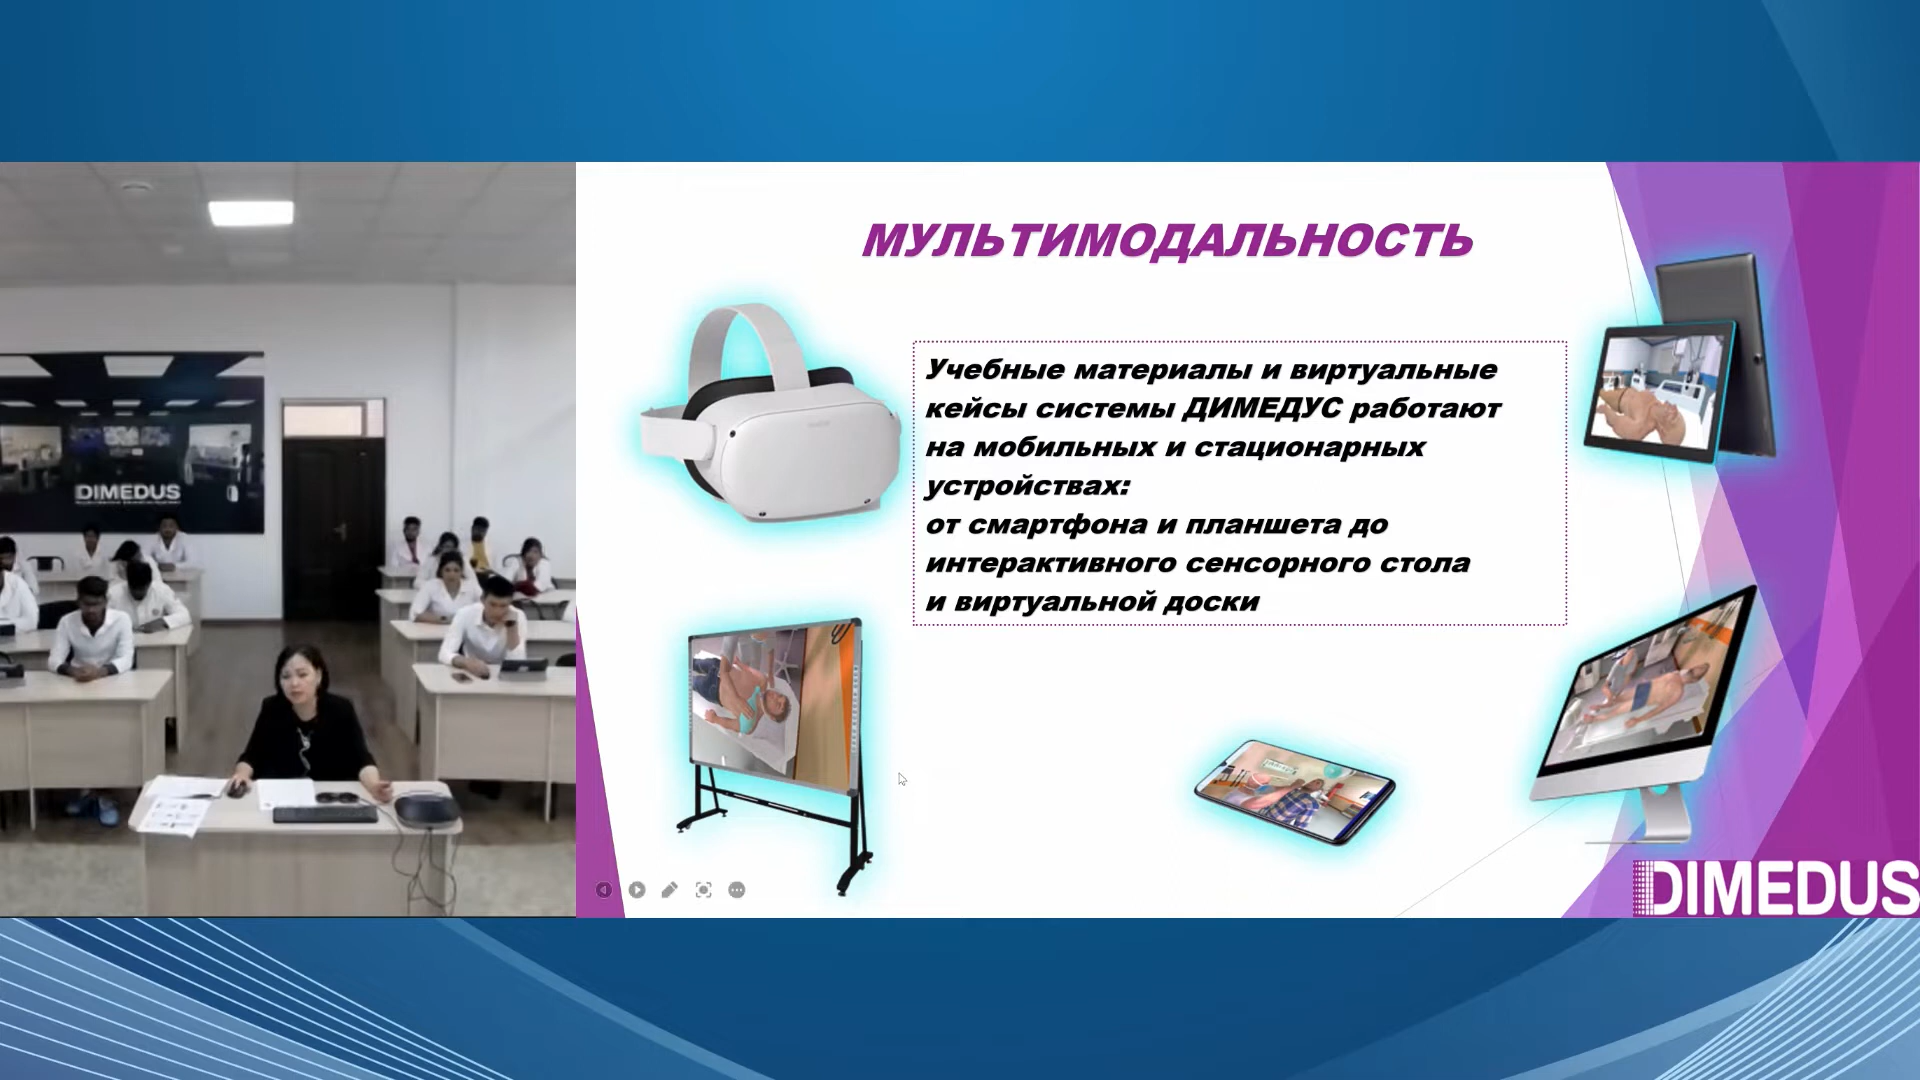 МУЛЬТИМОДАЛЬНОСТЬ
Учебные материалы и виртуальные
кейсы системы ДИМЕДУС работают
на мобильных и стационарных
устройствах:
от смартфона и планшета до
интерактивного сенсорного стола
и виртуальной доски
DIMEDUS
DIMEDUS